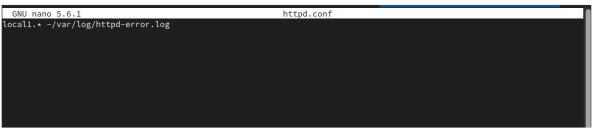 GNU nano 5.6.1 httpd.conf
local1.* -/var/log/httpd-error.log